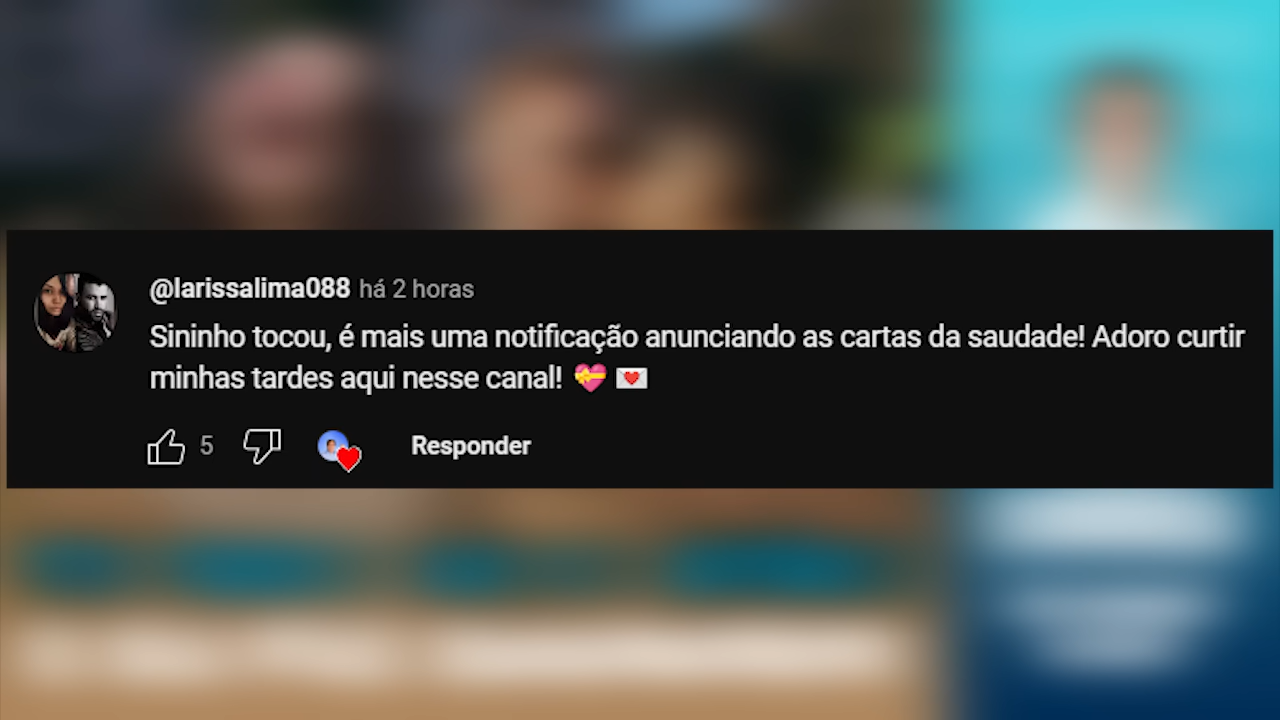 @larissalima088 há 2 horas
Sininho tocou, é mais uma notificação anunciando as cartas da saudade! Adoro curtir
minhas tardes aqui nesse canal! 💝 💌
5 Responder